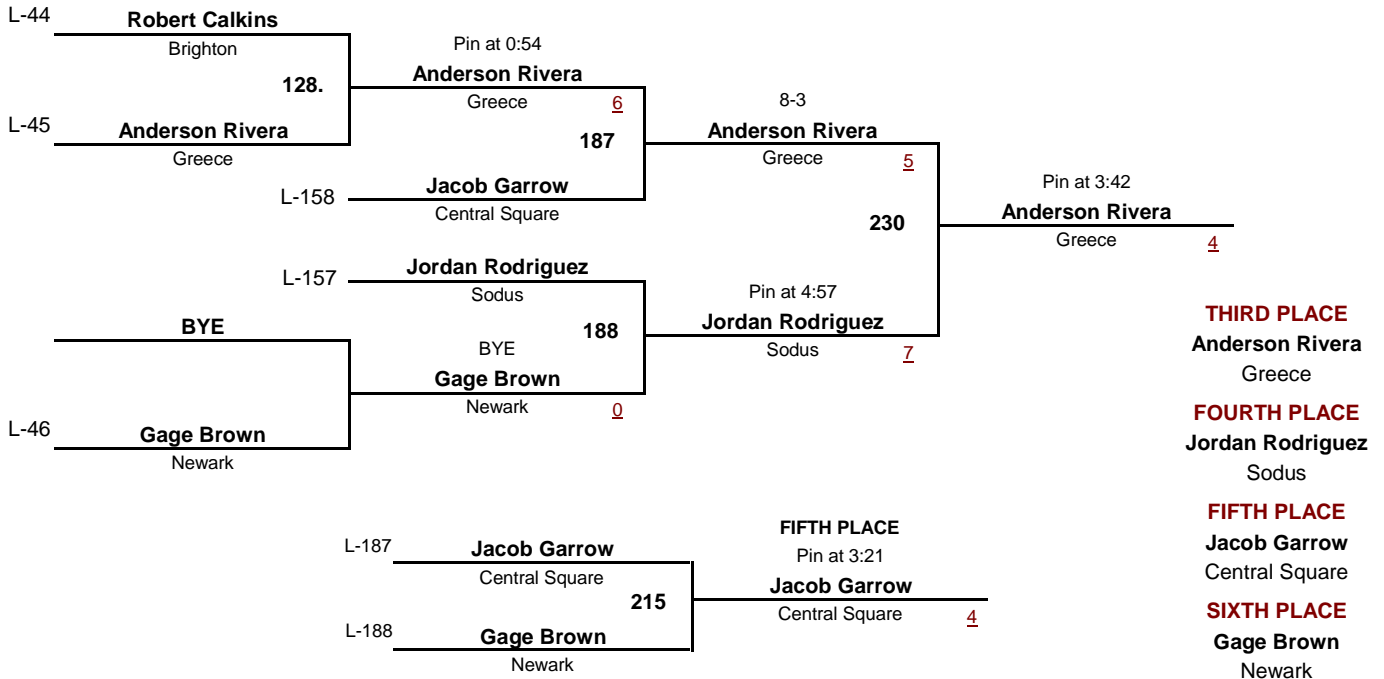 L-44
Robert Calkins
Brighton
128.
L-45
Anderson Rivera
Greece
Pin at 0:54
Anderson Rivera
Greece
6
187
L-158
Jacob Garrow
Central Square
8-3
Anderson Rivera
Greece
5
230
Pin at 3:42
Anderson Rivera
Greece
4
L-157
Jordan Rodriguez
Sodus
188
Pin at 4:57
Jordan Rodriguez
Sodus
7
BYE
BYE
Gage Brown
Newark
0
L-46
Gage Brown
Newark
THIRD PLACE
Anderson Rivera
Greece
FOURTH PLACE
Jordan Rodriguez
Sodus
FIFTH PLACE
Jacob Garrow
Central Square
SIXTH PLACE
Gage Brown
Newark
L-187
Jacob Garrow
Central Square
215
L-188
Gage Brown
Newark
FIFTH PLACE
Pin at 3:21
Jacob Garrow
Central Square
4